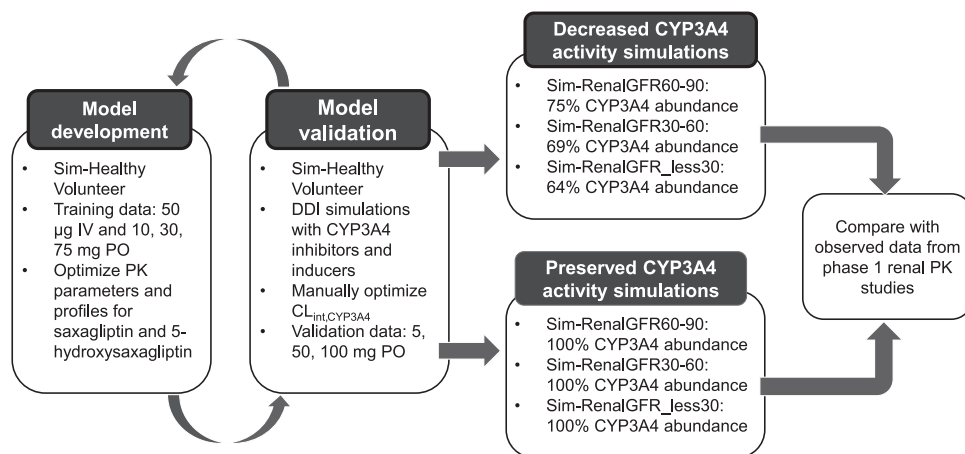 Model
development
• Sim-Healthy
Volunteer
• Training data: 50
µg IV and 10, 30,
75 mg PO
• Optimize PK
parameters and
profiles for
saxagliptin and 5-
hydroxysaxagliptin
Model
validation
• Sim-Healthy
Volunteer
• DDI simulations
with CYP3A4
inhibitors and
inducers
• Manually optimize
CLint,CYP3A4
• Validation data: 5,
50, 100 mg PO
Decreased CYP3A4
activity simulations
• Sim-RenalGFR60-90:
75% CYP3A4 abundance
• Sim-RenalGFR30-60:
69% CYP3A4 abundance
• Sim-RenalGFR_less30:
64% CYP3A4 abundance
Preserved CYP3A4
activity simulations
• Sim-RenalGFR60-90:
100% CYP3A4 abundance
• Sim-RenalGFR30-60:
100% CYP3A4 abundance
• Sim-RenalGFR_less30:
100% CYP3A4 abundance
Compare with
observed data from
phase 1 renal PK
studies